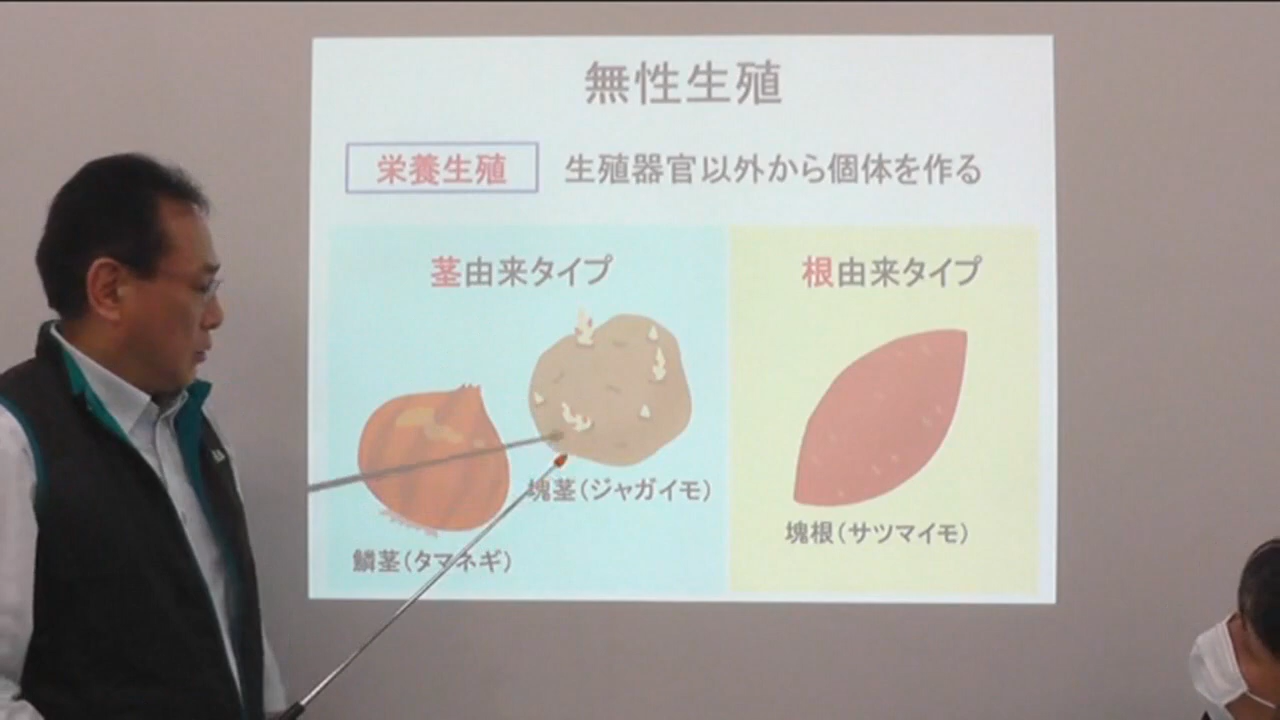 無性生殖
栄養生殖 生殖器官以外から個体を作る
茎由来タイプ
根由来タイプ
塊茎(ジャガイモ)
鱗茎(タマネギ)
塊根(サツマイモ)